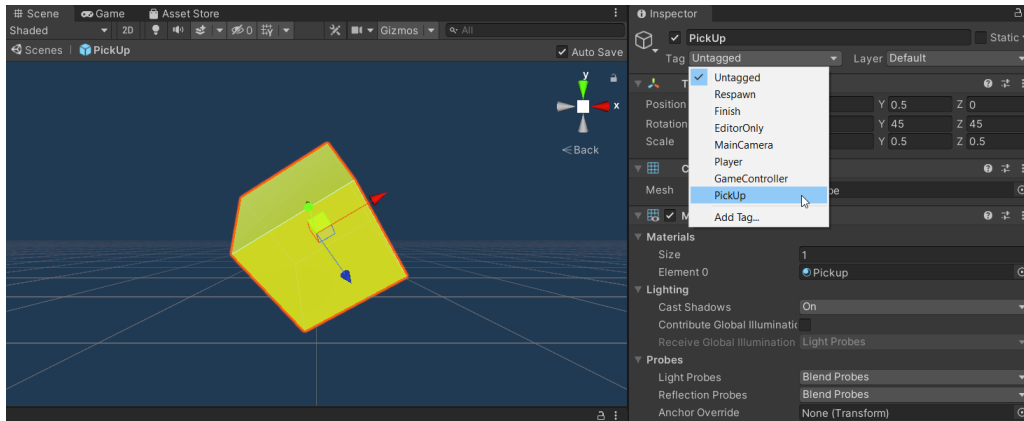 Scene Game Asset Store
Shaded 2D 0 Gizmos All
Scenes PickUp Auto Save
y
x
Back
Inspector
PickUp Static
Tag Untagged Layer Default
Untagged
Respawn
Finish
EditorOnly
MainCamera
Player
GameController
PickUp
Add Tag...
T
Position Y 0.5 Z 0
Rotation Y 45 Z 45
Scale Y 0.5 Z 0.5
C
Mesh
M
Materials
Size 1
Element 0 Pickup
Lighting
Cast Shadows On
Contribute Global Illuminatic
Receive Global Illumination Light Probes
Probes
Light Probes Blend Probes
Reflection Probes Blend Probes
Anchor Override None (Transform)